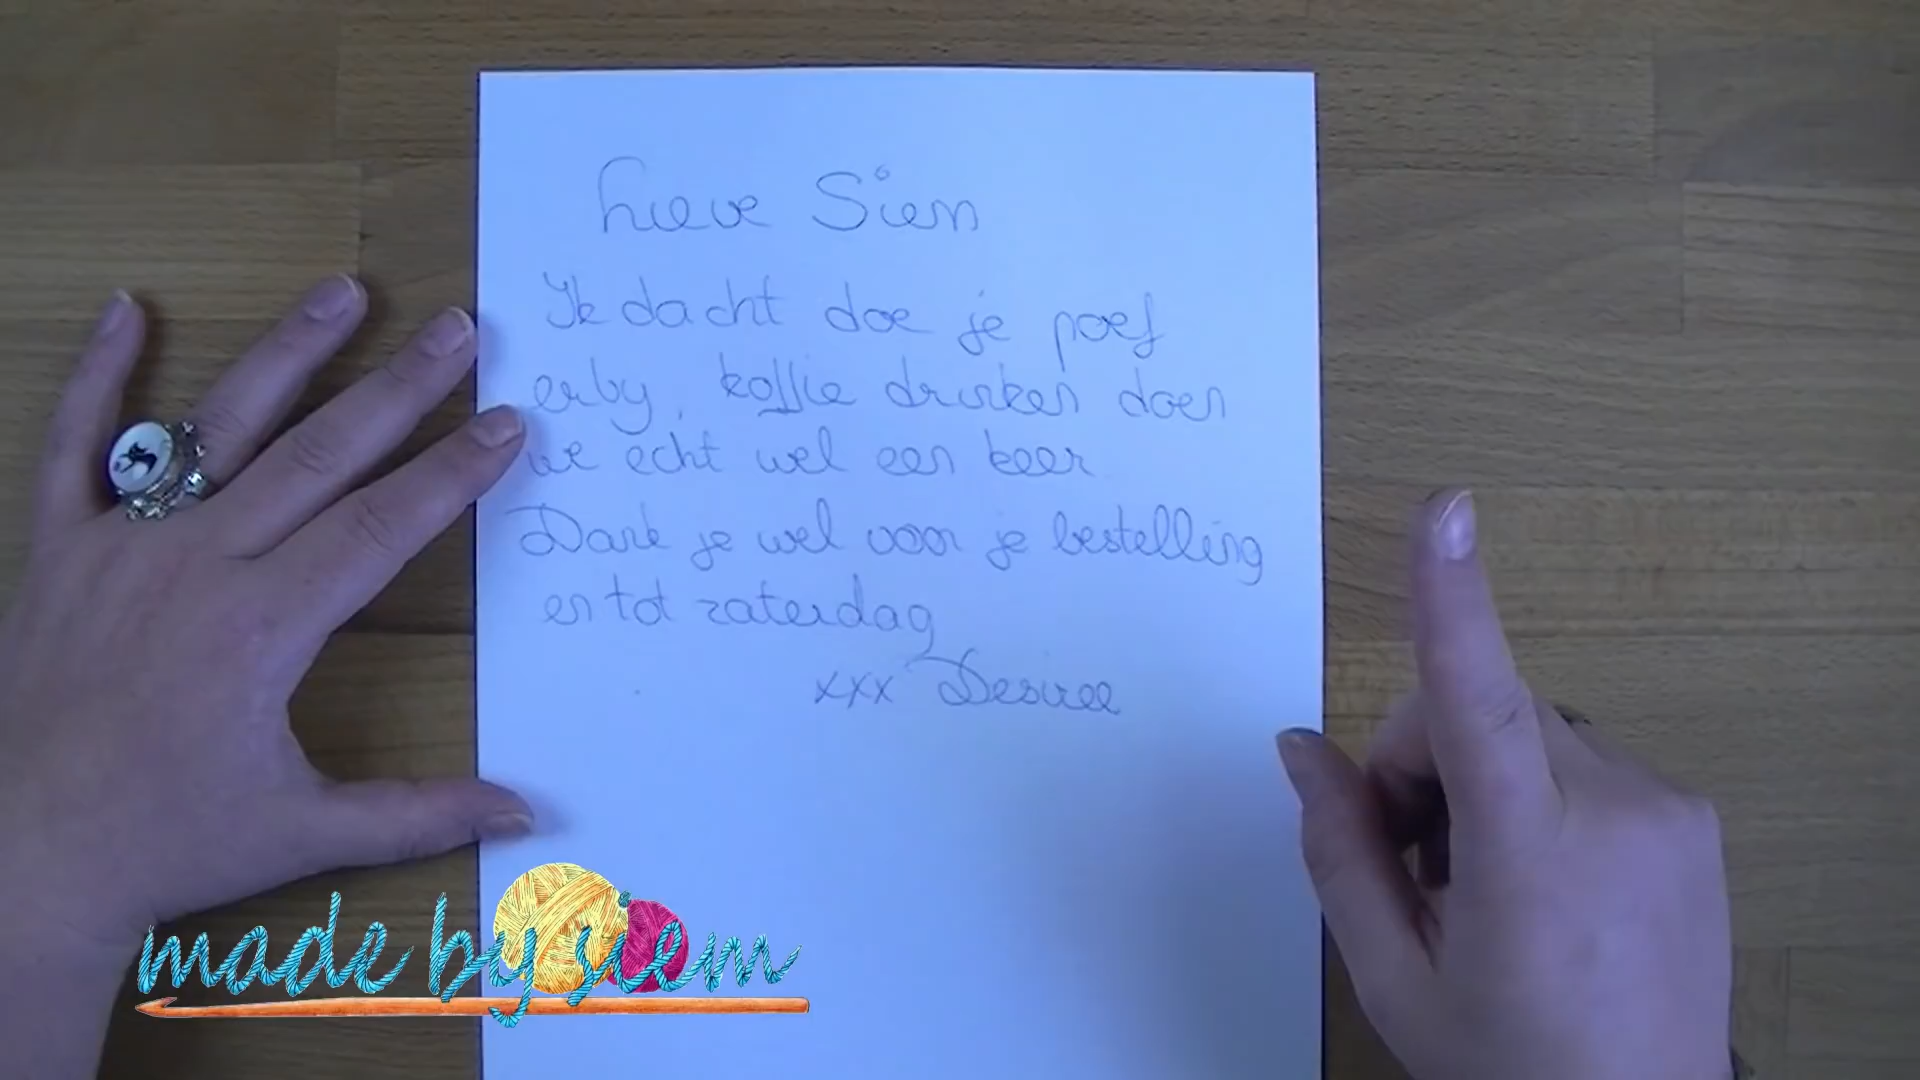 Lieve Siem
Ik dacht doe je poef
erby, koffie drinken doen
we echt wel een keer
Dank je wel voor je bestelling
en tot zaterdag
xxx Desiree
made by siem